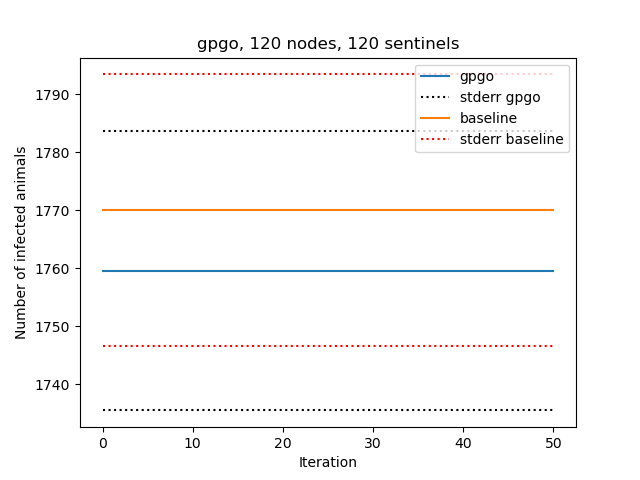 gpgo, 120 nodes, 120 sentinels
gpgo
stderr gpgo
baseline
stderr baseline
Number of infected animals
1790
1780
1770
1760
1750
1740
0 10 20 30 40 50
Iteration